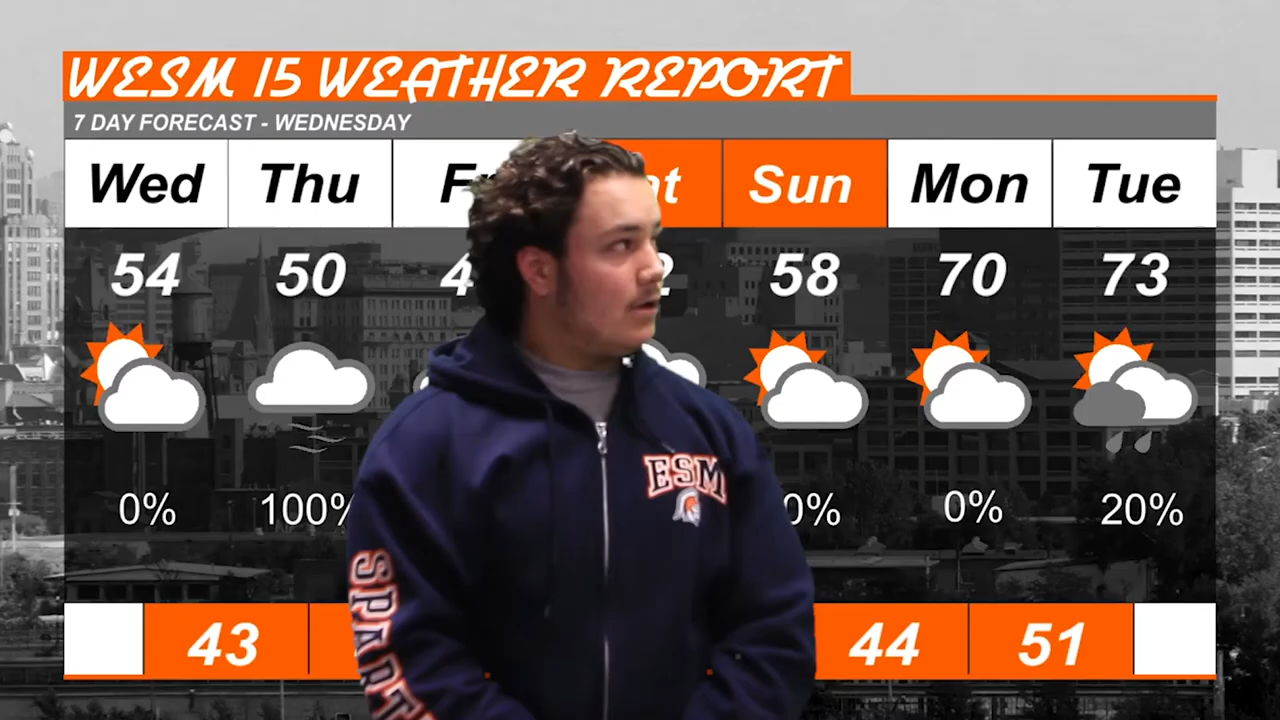 WESM 15 WEATHER REPORT
7 DAY FORECAST - WEDNESDAY
Wed Thu Sun Mon Tue
54 50 58 70 73
0% 100% 0% 0% 20%
ESM
43 44 51